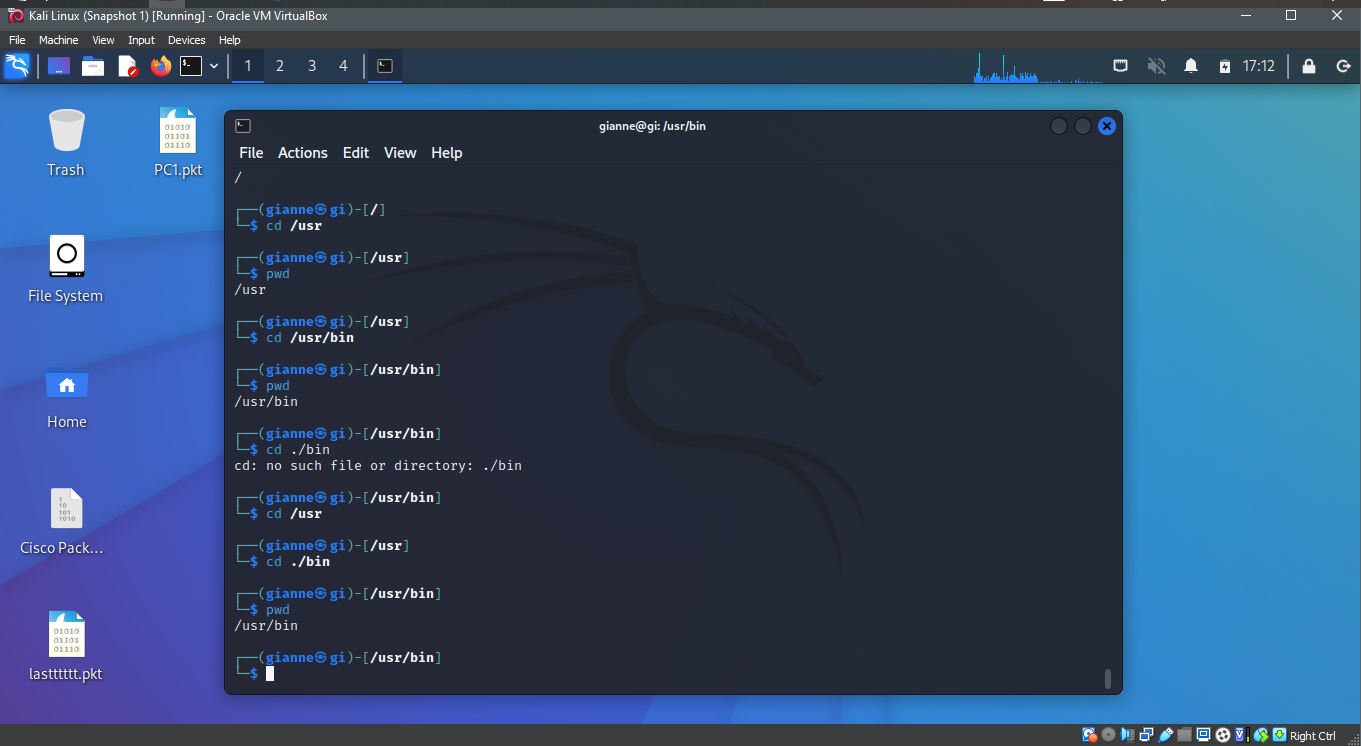 Kali Linux (Snapshot 1) [Running] - Oracle VM VirtualBox
File Machine View Input Devices Help
1 2 3 4 17:12
Trash
PC1.pkt
File System
Home
Cisco Pack...
lastttttt.pkt
gianne@gi: /usr/bin
File Actions Edit View Help
/
┌──(gianne㉿gi)-[/]
└─$ cd /usr
┌──(gianne㉿gi)-[/usr]
└─$ pwd
/usr
┌──(gianne㉿gi)-[/usr]
└─$ cd /usr/bin
┌──(gianne㉿gi)-[/usr/bin]
└─$ pwd
/usr/bin
┌──(gianne㉿gi)-[/usr/bin]
└─$ cd ./bin
cd: no such file or directory: ./bin
┌──(gianne㉿gi)-[/usr/bin]
└─$ cd /usr
┌──(gianne㉿gi)-[/usr]
└─$ cd ./bin
┌──(gianne㉿gi)-[/usr/bin]
└─$ pwd
/usr/bin
┌──(gianne㉿gi)-[/usr/bin]
└─$
Right Ctrl